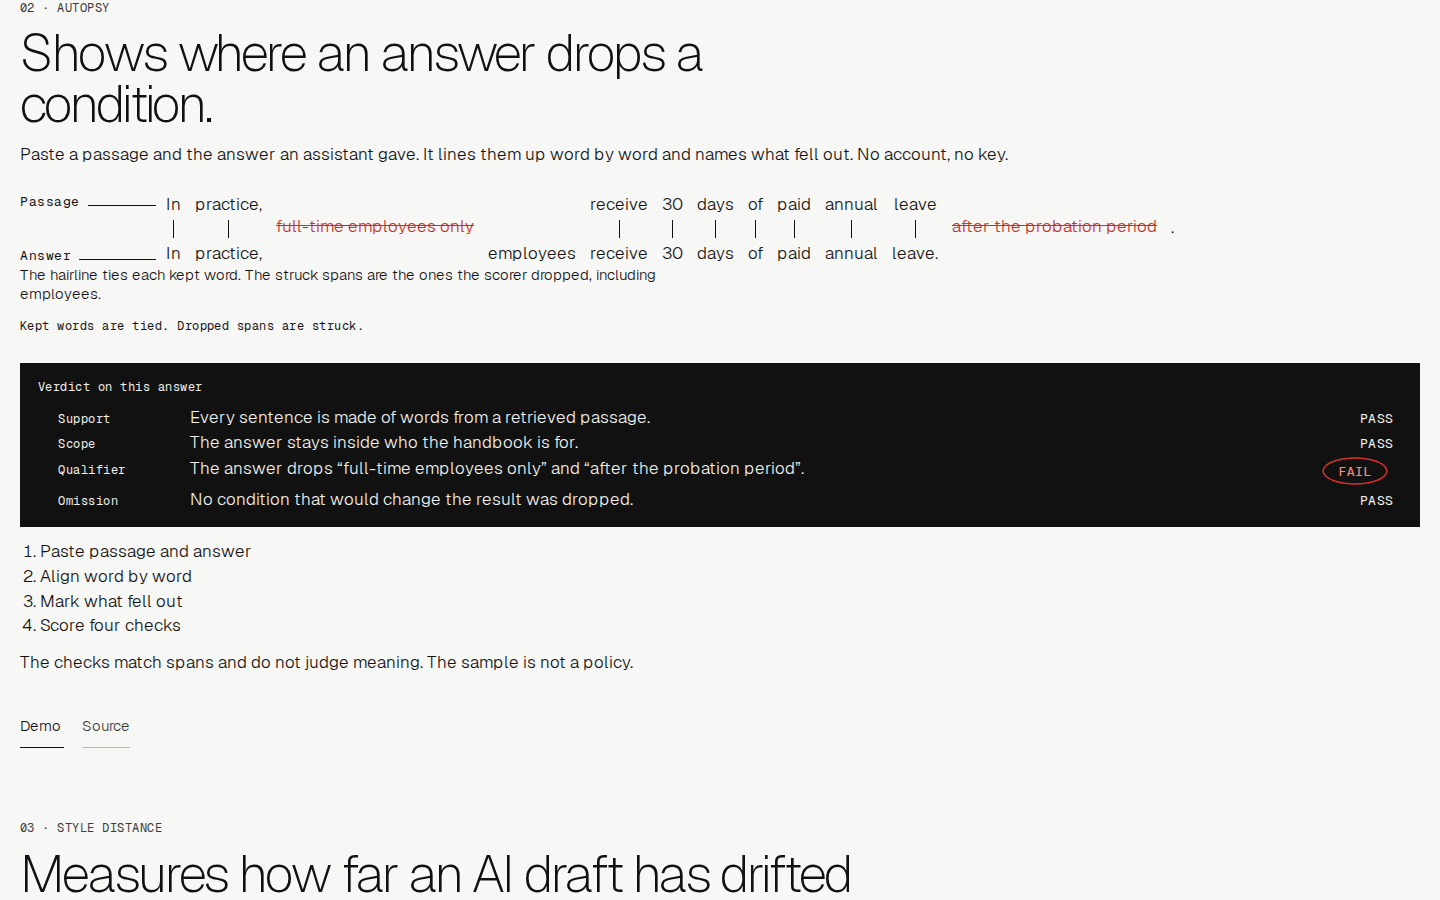 02 · AUTOPSY
Shows where an answer drops a
condition.
Paste a passage and the answer an assistant gave. It lines them up word by word and names what fell out. No account, no key.
Passage In practice, receive 30 days of paid annual leave
full-time employees only after the probation period .
Answer In practice, employees receive 30 days of paid annual leave.
The hairline ties each kept word. The struck spans are the ones the scorer dropped, including
employees.
Kept words are tied. Dropped spans are struck.
Verdict on this answer
Support Every sentence is made of words from a retrieved passage. PASS
Scope The answer stays inside who the handbook is for. PASS
Qualifier The answer drops “full-time employees only” and “after the probation period”. FAIL
Omission No condition that would change the result was dropped. PASS
1. Paste passage and answer
2. Align word by word
3. Mark what fell out
4. Score four checks
The checks match spans and do not judge meaning. The sample is not a policy.
Demo Source
03 · STYLE DISTANCE
Measures how far an AI draft has drifted